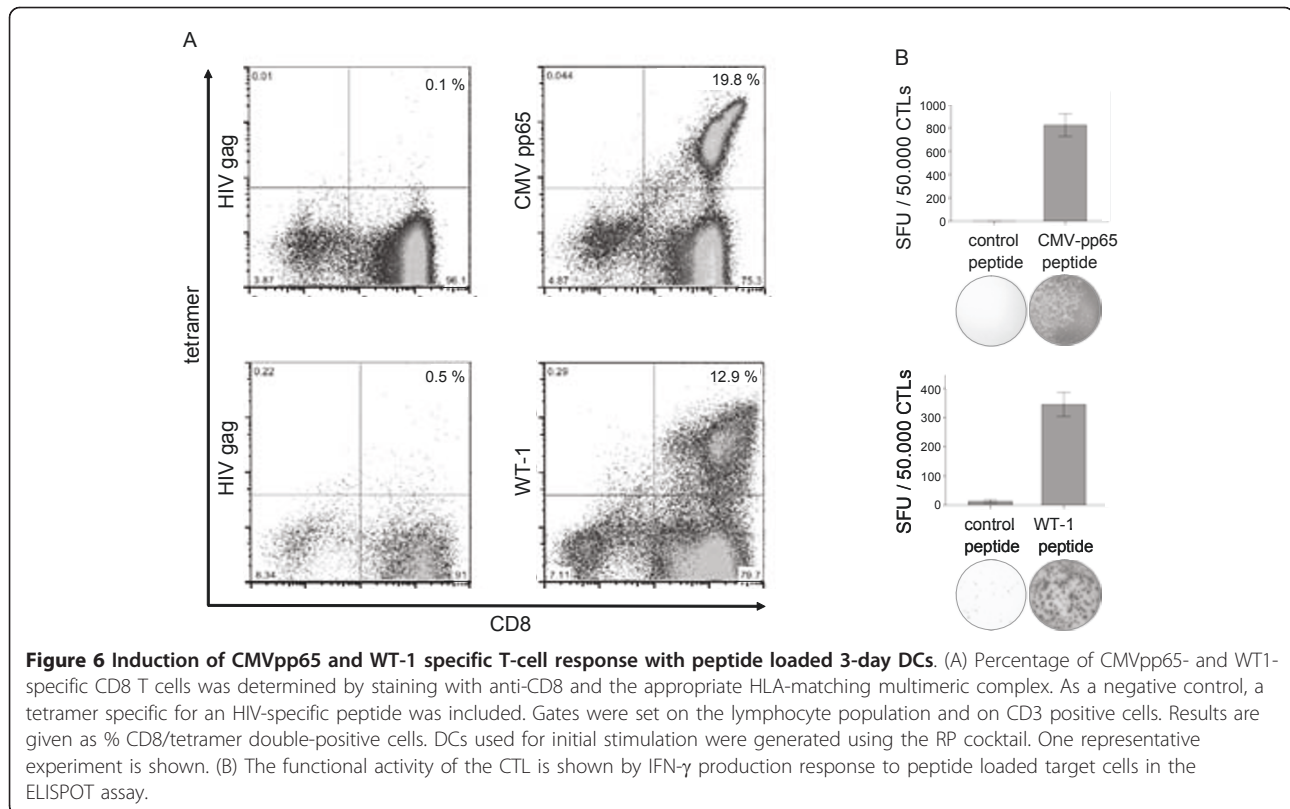 A
tetramer
HIV gag
0.01
0.1 %
3.87
96.1
CMV pp65
0.044
19.8 %
4.87
75.3
HIV gag
0.22
0.5 %
8.34
91
WT-1
0.29
12.9 %
7.11
79.7
CD8
B
SFU / 50.000 CTLs
1000
800
600
400
200
0
control
peptide
CMV-pp65
peptide
SFU / 50.000 CTLs
400
300
200
100
0
control
peptide
WT-1
peptide
Figure 6 Induction of CMVpp65 and WT-1 specific T-cell response with peptide loaded 3-day DCs. (A) Percentage of CMVpp65- and WT1-
specific CD8 T cells was determined by staining with anti-CD8 and the appropriate HLA-matching multimeric complex. As a negative control, a
tetramer specific for an HIV-specific peptide was included. Gates were set on the lymphocyte population and on CD3 positive cells. Results are
given as % CD8/tetramer double-positive cells. DCs used for initial stimulation were generated using the RP cocktail. One representative
experiment is shown. (B) The functional activity of the CTL is shown by IFN-γ production response to peptide loaded target cells in the
ELISPOT assay.